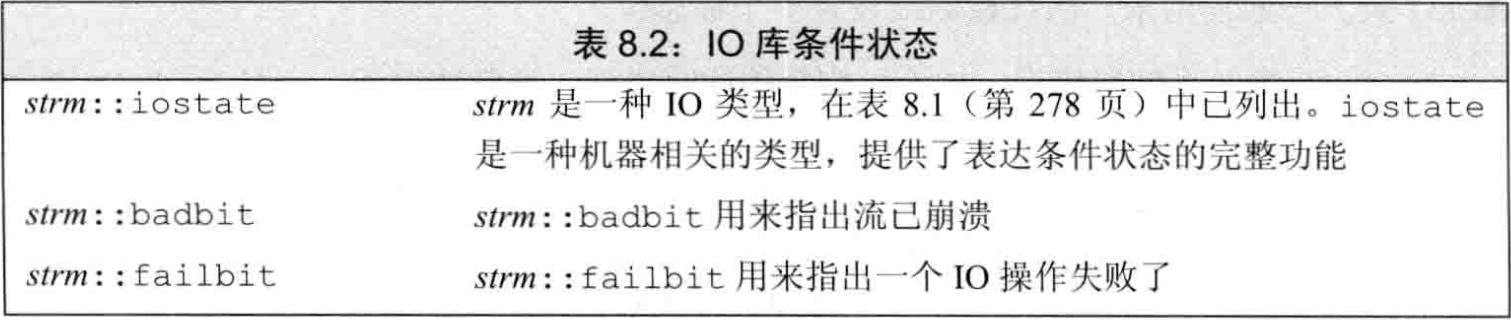 表 8.2：IO 库条件状态
strm::iostate strm 是一种 IO 类型，在表 8.1（第 278 页）中已列出。iostate
是一种机器相关的类型，提供了表达条件状态的完整功能
strm::badbit strm::badbit 用来指出流已崩溃
strm::failbit strm::failbit 用来指出一个 IO 操作失败了